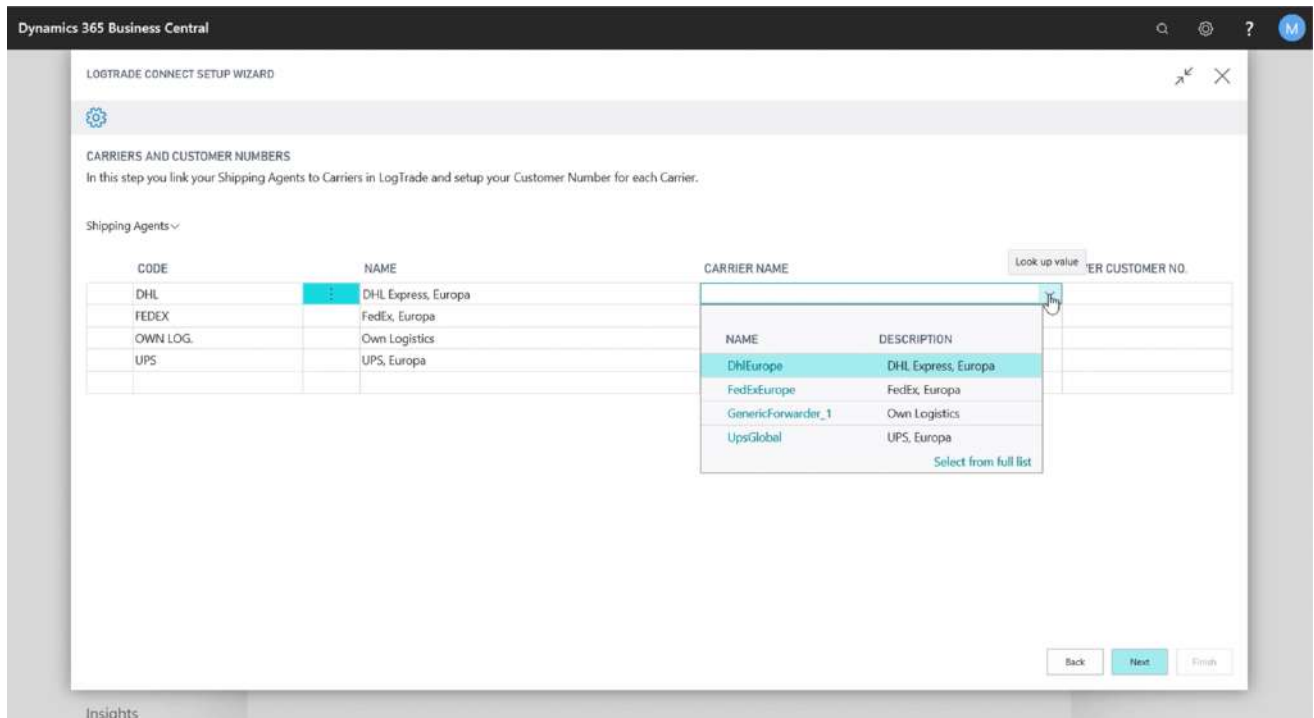 Dynamics 365 Business Central
?
M
LOGTRADE CONNECT SETUP WIZARD
CARRIERS AND CUSTOMER NUMBERS
In this step you link your Shipping Agents to Carriers in LogTrade and setup your Customer Number for each Carrier.
Shipping Agents
CODE NAME CARRIER NAME Look up value ER CUSTOMER NO.
DHL DHL Express, Europa
FEDEX FedEx, Europa
OWN LOG. Own Logistics
UPS UPS, Europa
NAME DESCRIPTION
DhlEurope DHL Express, Europa
FedExEurope FedEx, Europa
GenericForwarder_1 Own Logistics
UpsGlobal UPS, Europa
Select from full list
Back Next Finish
Insights